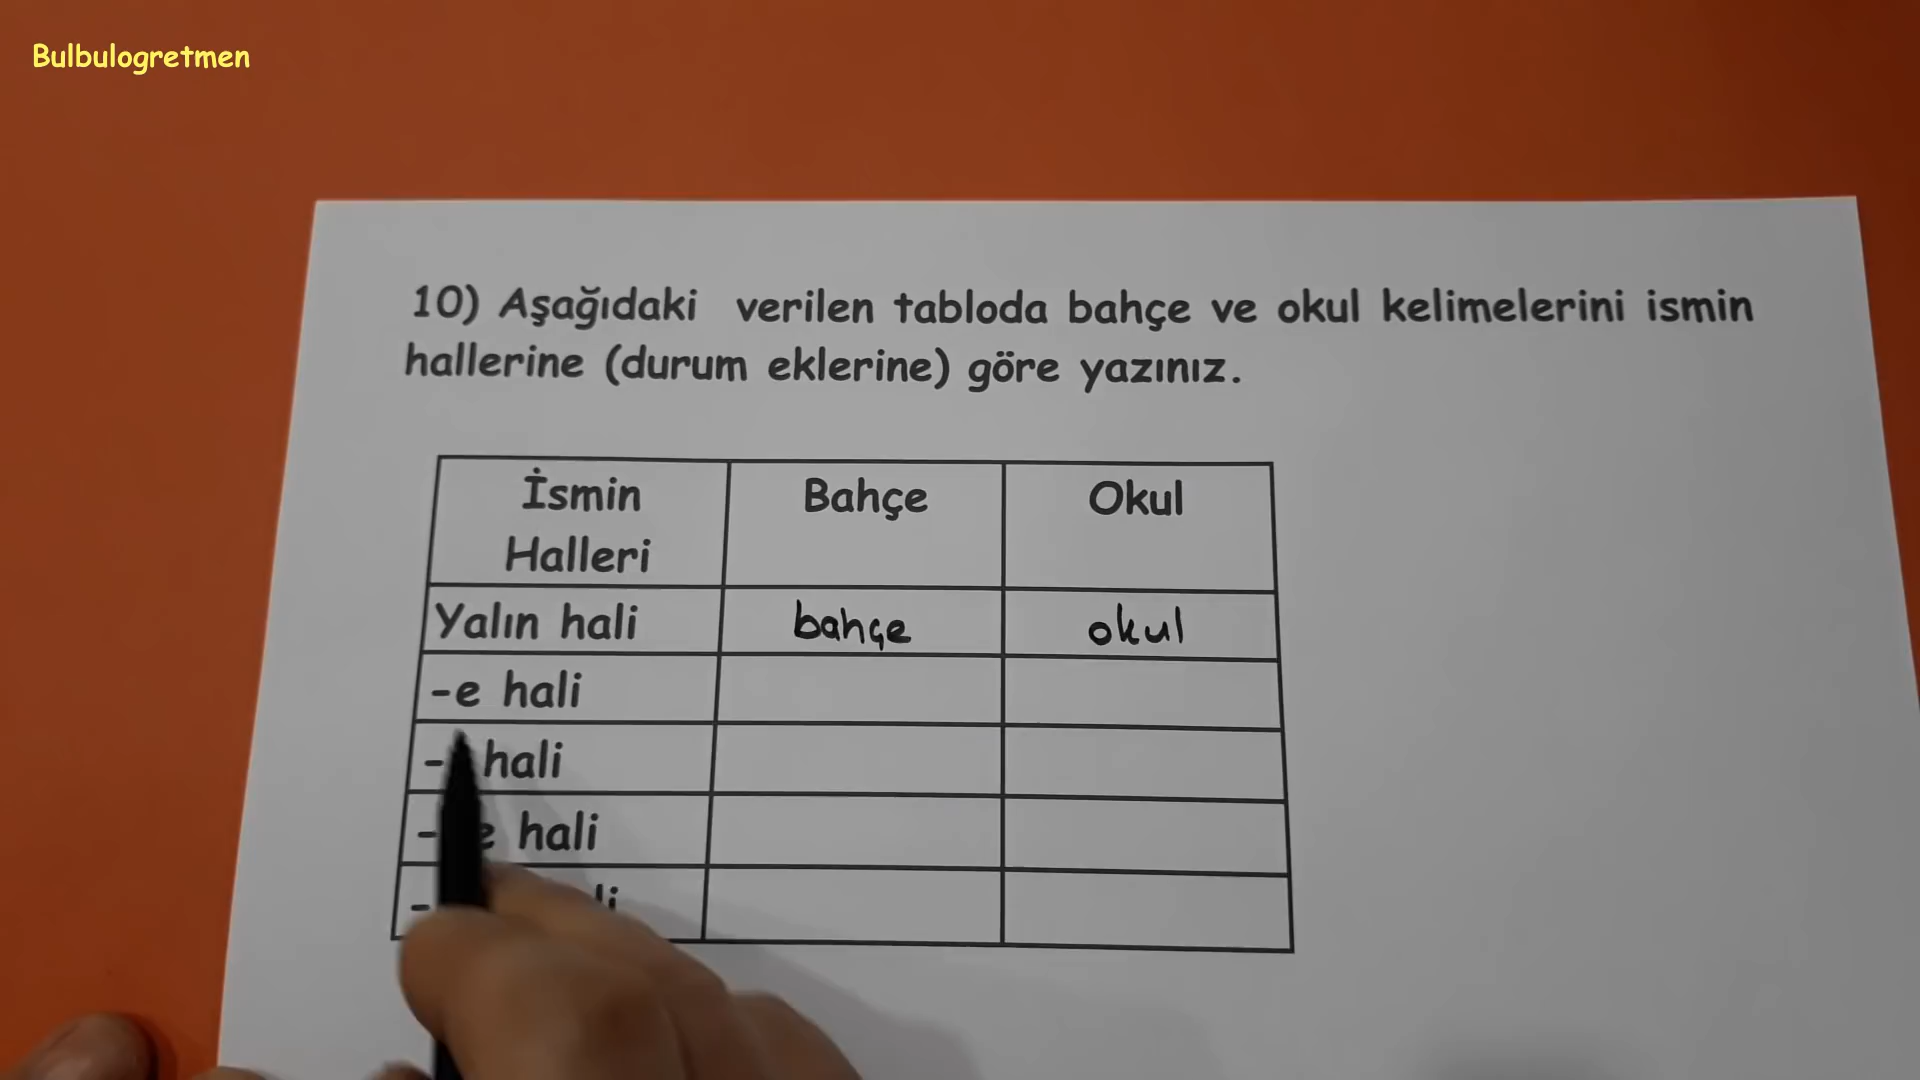 Bulbulogretmen
10) Aşağıdaki verilen tabloda bahçe ve okul kelimelerini ismin
hallerine (durum eklerine) göre yazınız.
İsmin
Halleri
Bahçe
Okul
Yalın hali
bahçe
okul
-e hali
- hali
- e hali
-